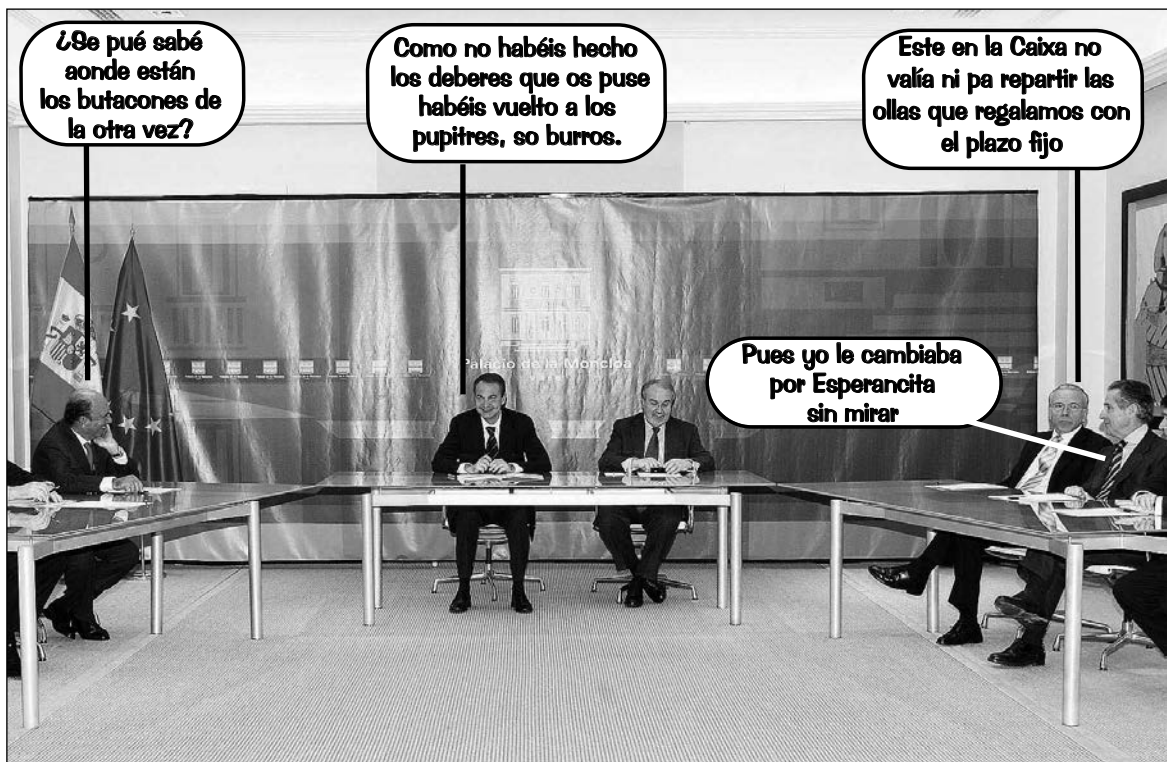 ¿Se pué sabé
aonde están
los butacones de
la otra vez?
Como no habéis hecho
los deberes que os puse
habéis vuelto a los
pupitres, so burros.
Este en la Caixa no
valía ni pa repartir las
ollas que regalamos con
el plazo fijo
Palacio de la Moncloa
Pues yo le cambiaba
por Esperancita
sin mirar